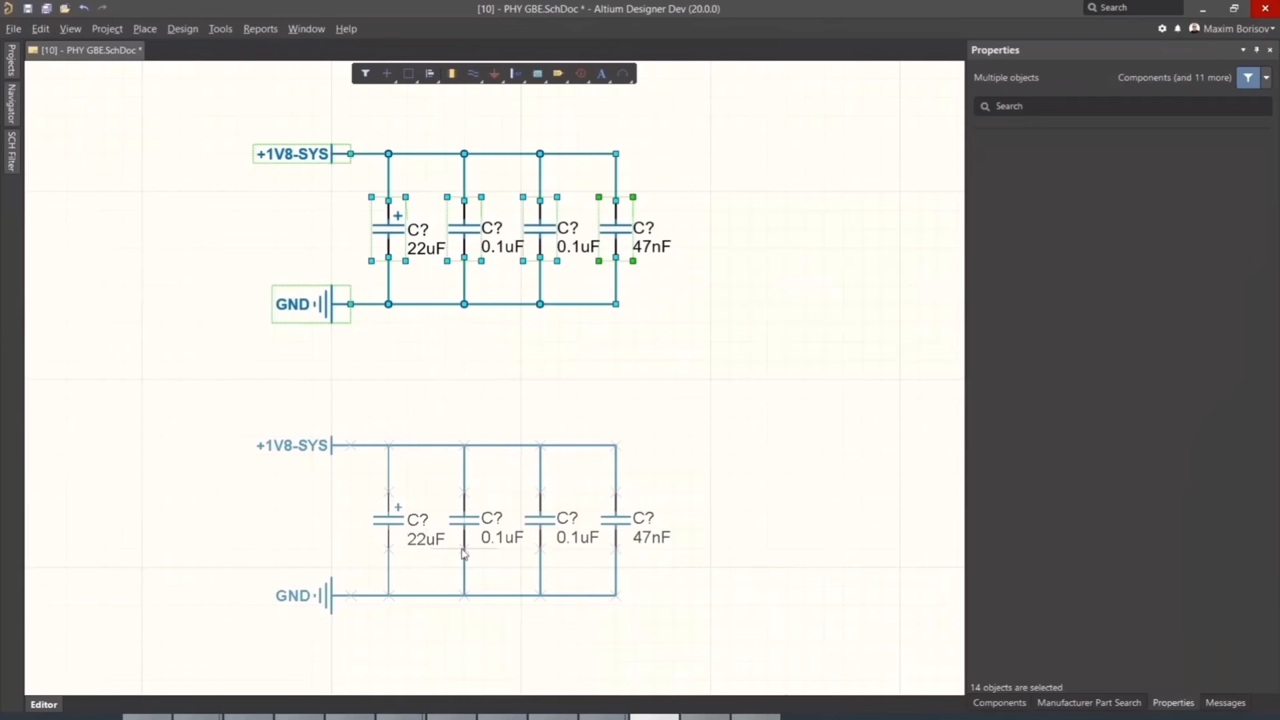 [10] - PHY GBE.SchDoc * - Altium Designer Dev (20.0.0)
Search
File Edit View Project Place Design Tools Reports Window Help
Maxim Borisov
[10] - PHY GBE.SchDoc *
Properties
Projects
Navigator
SCH Filter
Multiple objects
Components (and 11 more)
Search
+1V8-SYS
C?
22uF
C?
0.1uF
C?
0.1uF
C?
47nF
GND
+1V8-SYS
C?
22uF
C?
0.1uF
C?
0.1uF
C?
47nF
GND
14 objects are selected
Editor
Components Manufacturer Part Search Properties Messages